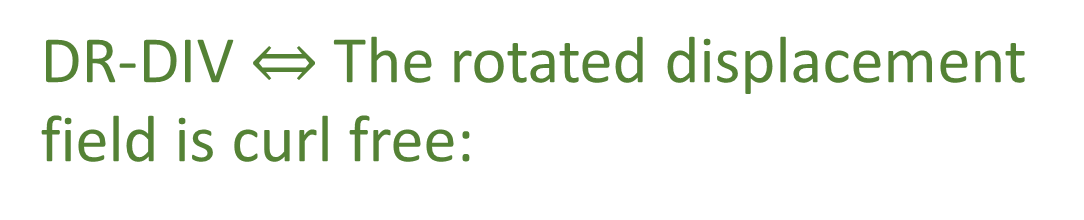 DR-DIV ⇔ The rotated displacement
field is curl free: